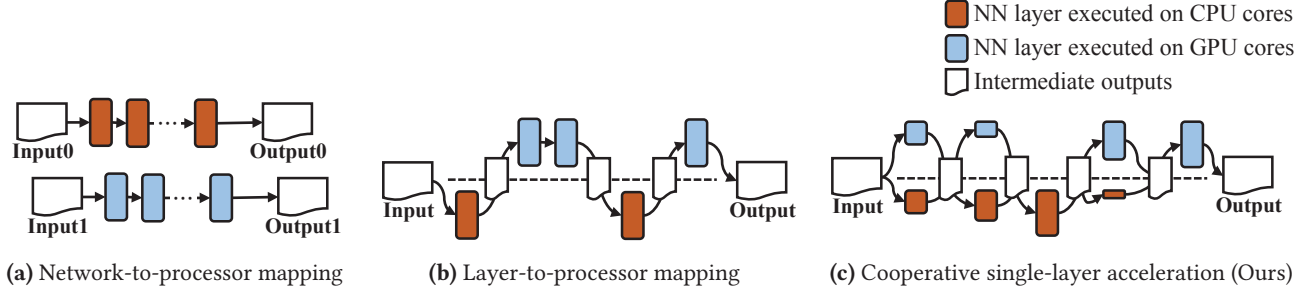 NN layer executed on CPU cores
NN layer executed on GPU cores
Intermediate outputs
Input0
Output0
Input1
Output1
(a) Network-to-processor mapping
Input
Output
(b) Layer-to-processor mapping
Input
Output
(c) Cooperative single-layer acceleration (Ours)